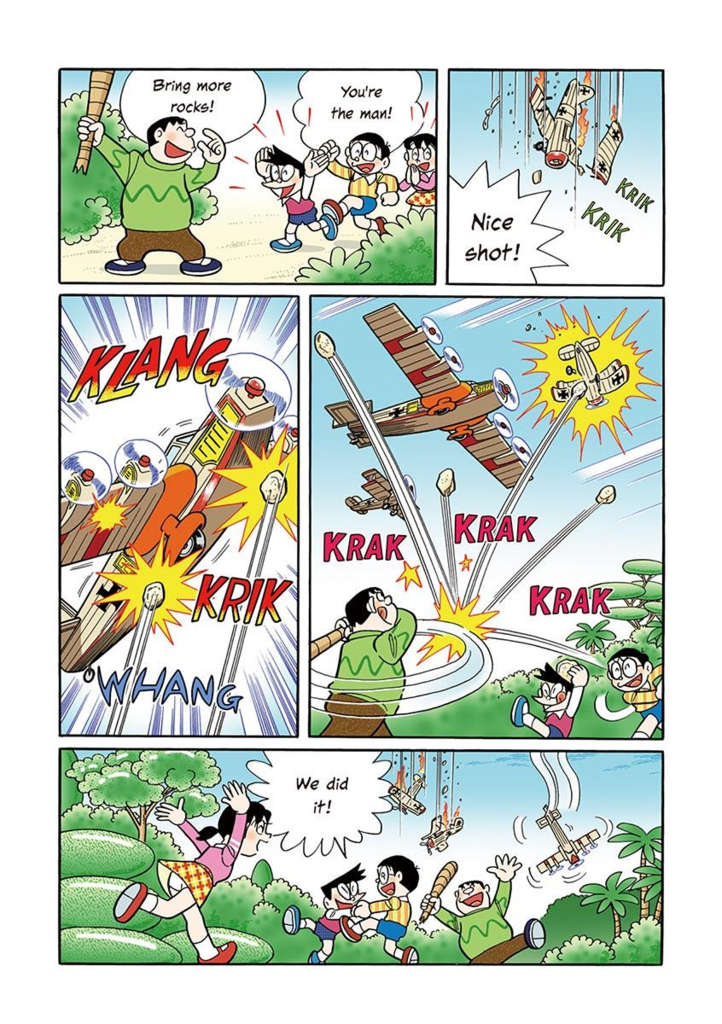 Bring more
rocks!
You're
the man!
Nice
shot!
KRIK
KRIK
KLANG
KRIK
WHANG
KRAK
KRAK
KRAK
We did
it!